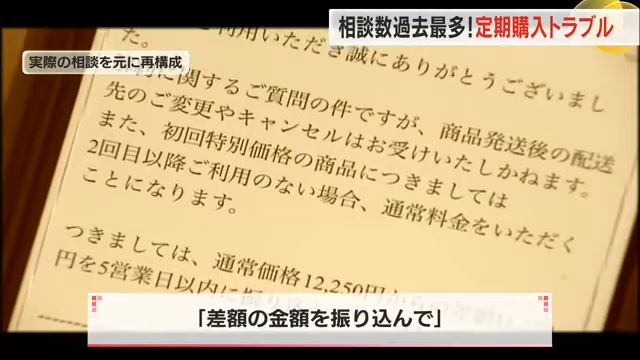 相談数過去最多!定期購入トラブル
実際の相談を元に再構成
利用いただき誠にありがとうございまし
た。
に関するご質問の件ですが、商品発送後の配送
先のご変更やキャンセルはお受けいたしかねます。
また、初回特別価格の商品につきましては
2回目以降ご利用のない場合、通常料金をいただく
ことになります。
つきましては、通常価格12,250円から
円を5営業日以内に振り
「差額の金額を振り込んで」